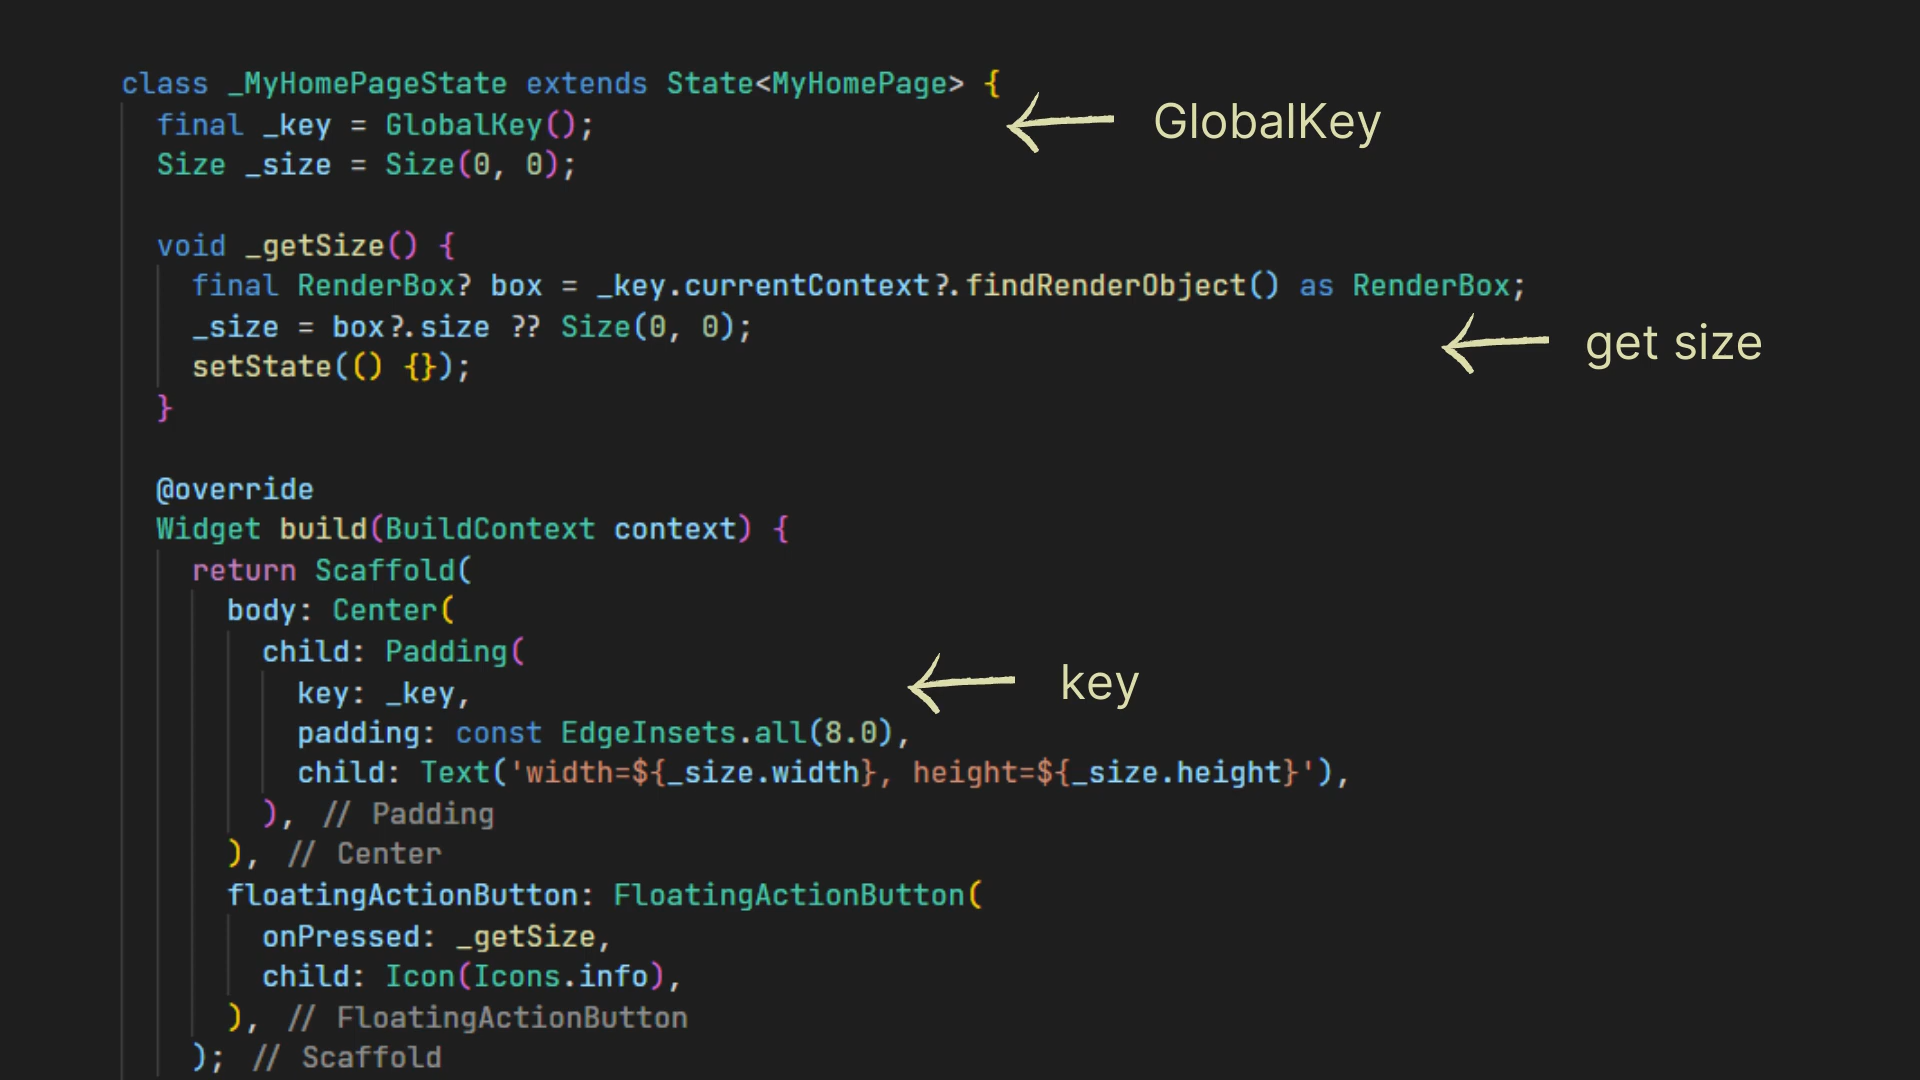 class _MyHomePageState extends State<MyHomePage> {
final _key = GlobalKey();
GlobalKey
Size _size = Size(0, 0);
void _getSize() {
final RenderBox? box = _key.currentContext?.findRenderObject() as RenderBox;
_size = box?.size ?? Size(0, 0);
get size
setState(() {});
}
@override
Widget build(BuildContext context) {
return Scaffold(
body: Center(
child: Padding(
key: _key,
key
padding: const EdgeInsets.all(8.0),
child: Text('width=${_size.width}, height=${_size.height}'),
), // Padding
), // Center
floatingActionButton: FloatingActionButton(
onPressed: _getSize,
child: Icon(Icons.info),
), // FloatingActionButton
); // Scaffold